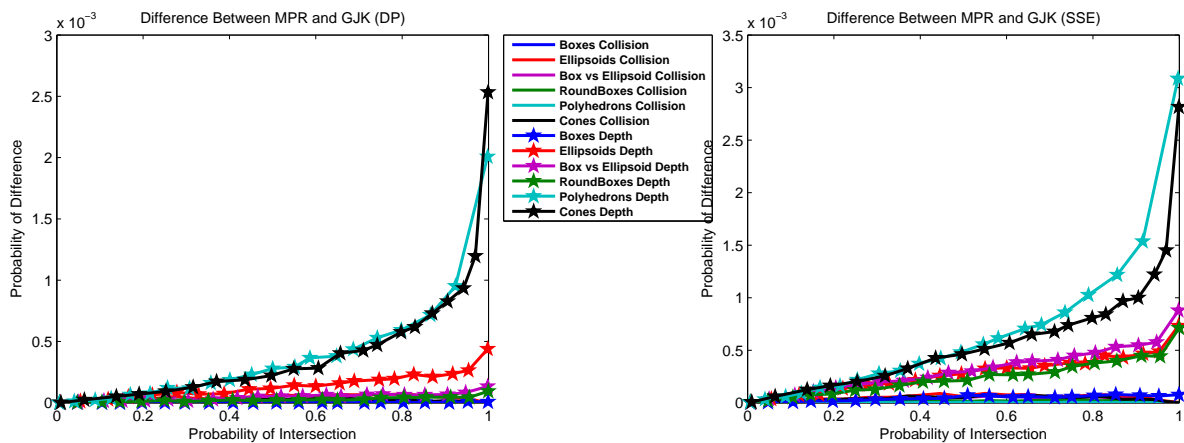 Difference Between MPR and GJK (DP)
x 10⁻³
3
2.5
2
1.5
1
0.5
0
Probability of Difference
0
0.2
0.4
0.6
0.8
1
Probability of Intersection
Boxes Collision
Ellipsoids Collision
Box vs Ellipsoid Collision
RoundBoxes Collision
Polyhedrons Collision
Cones Collision
Boxes Depth
Ellipsoids Depth
Box vs Ellipsoid Depth
RoundBoxes Depth
Polyhedrons Depth
Cones Depth
Difference Between MPR and GJK (SSE)
x 10⁻³
3.5
3
2.5
2
1.5
1
0.5
0
Probability of Difference
0
0.2
0.4
0.6
0.8
1
Probability of Intersection